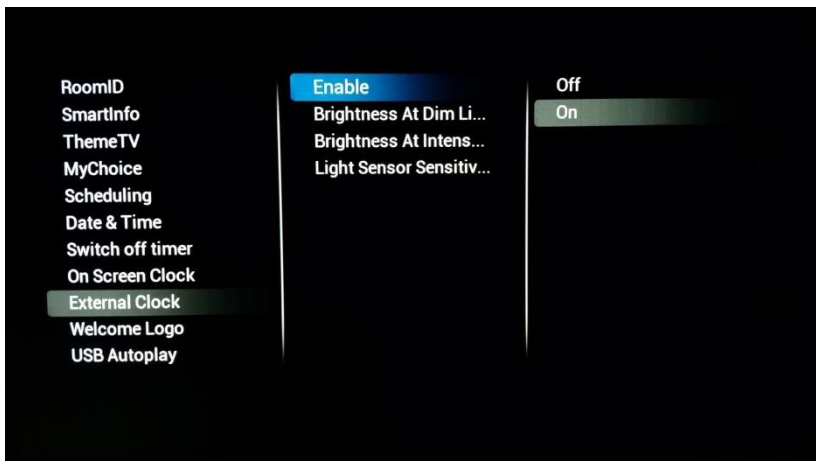 RoomID
SmartInfo
ThemeTV
MyChoice
Scheduling
Date & Time
Switch off timer
On Screen Clock
External Clock
Welcome Logo
USB Autoplay
Enable
Brightness At Dim Li...
Brightness At Intens...
Light Sensor Sensitiv...
Off
On